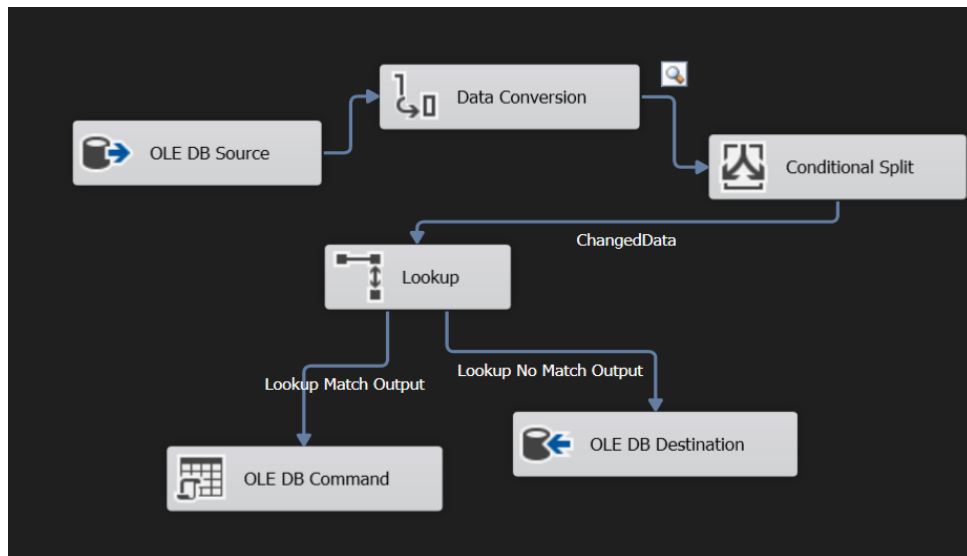 Data Conversion
OLE DB Source
Conditional Split
ChangedData
Lookup
Lookup Match Output
Lookup No Match Output
OLE DB Destination
OLE DB Command